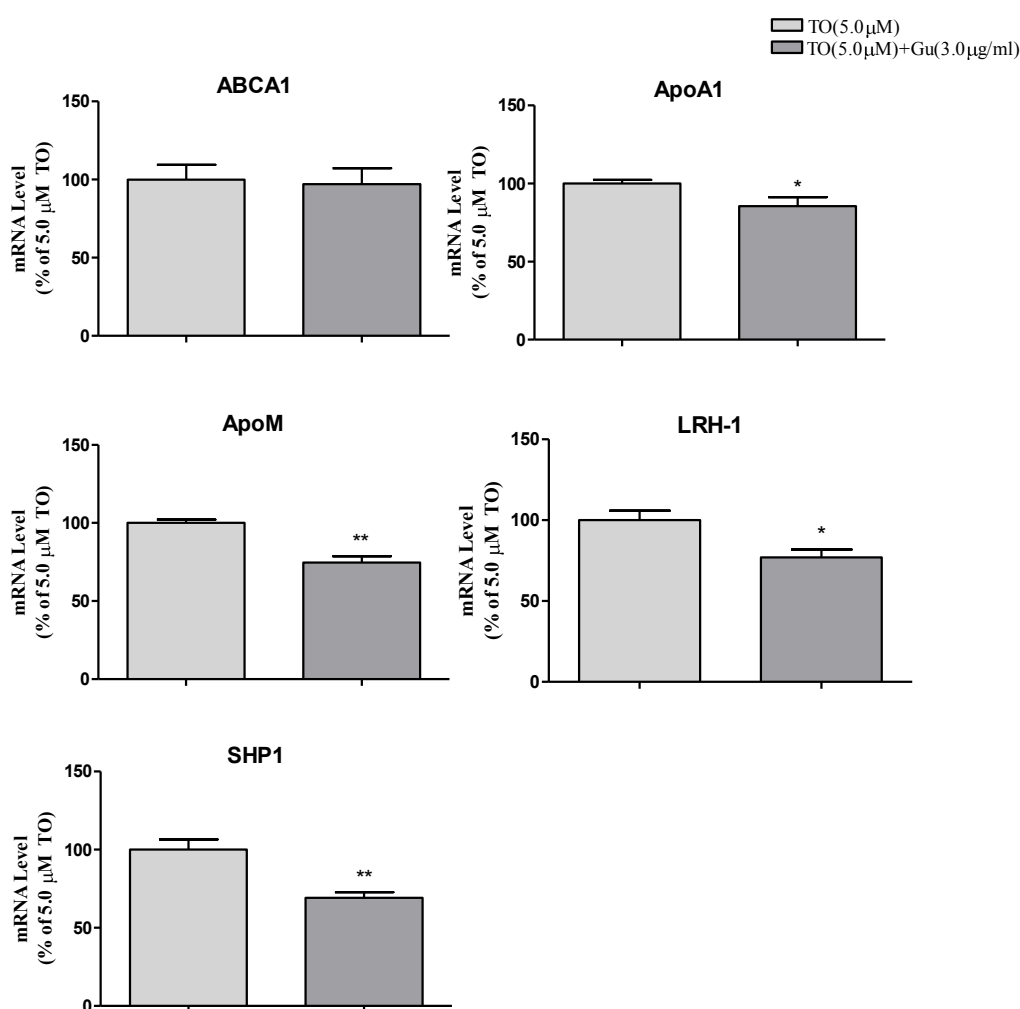 TO(5.0μM)
TO(5.0μM)+Gu(3.0μg/ml)
ABCA1
mRNA Level
(% of 5.0 μM TO)
150
100
50
0
ApoA1
mRNA Level
(% of 5.0 μM TO)
150
100
50
0
*
ApoM
mRNA Level
(% of 5.0 μM TO)
150
100
50
0
**
LRH-1
mRNA Level
(% of 5.0 μM TO)
150
100
50
0
*
SHP1
mRNA Level
(% of 5.0 μM TO)
150
100
50
0
**